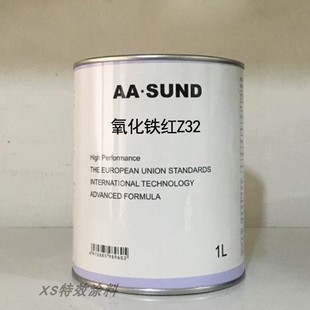 AA·SUND
氧化铁红Z32
High Performance
THE EUROPEAN UNION STANDARDS
INTERNATIONAL TECHNOLOGY
ADVANCED FORMULA
1L
XS特效涂料